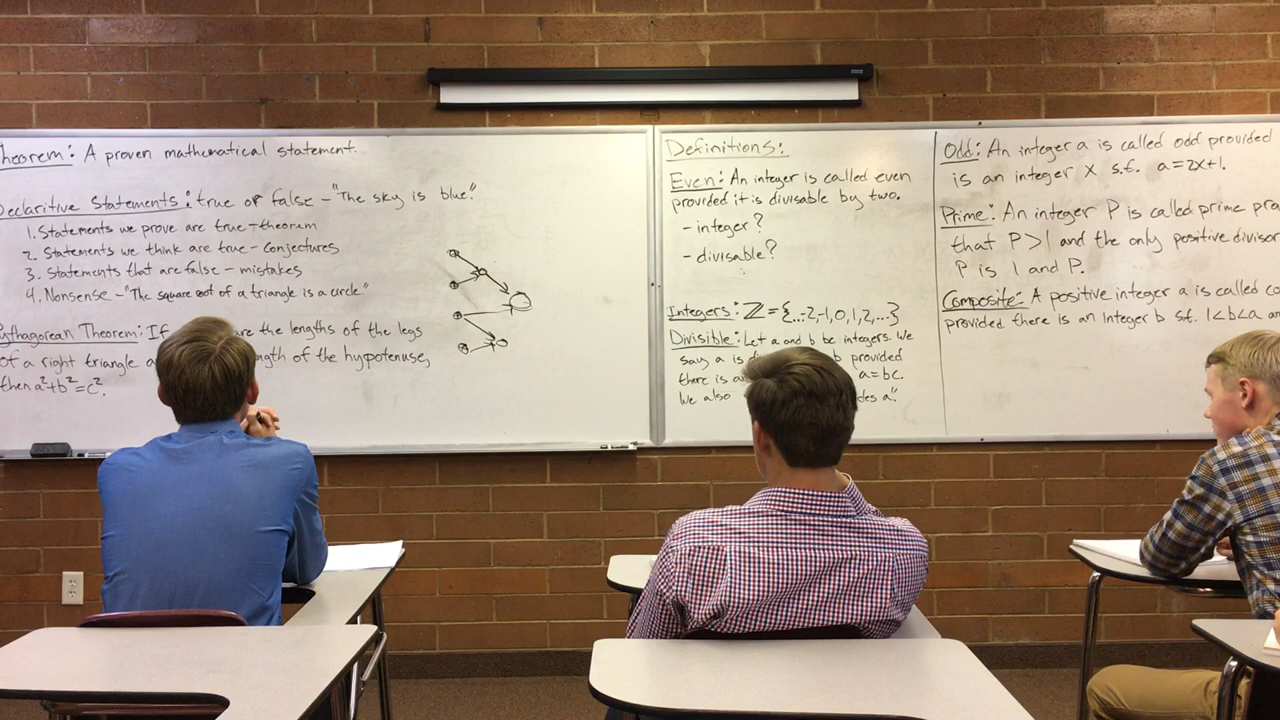 heorem: A proven mathematical statement.
Declaritive Statements: true or false - "The sky is blue."
1. Statements we prove are true - theorem
2. Statements we think are true - conjectures
3. Statements that are false - mistakes
4. Nonsense - "The square oot of a triangle is a circle"
ythagorean Theorem: If are the lengths of the legs
of a right triangle a ngth of the hypotenuse,
then a²+b²=c².
Definitions:
Even: An integer is called even
provided it is divisable by two.
- integer?
- divisable?
Integers: ℤ = {...-2,-1,0,1,2,...}
Divisible: Let a and b be integers. We
say a is b provided
there is a a=bc.
We also des a".
Odd: An integer a is called odd provided
is an integer x s.t. a=2x+1.
Prime: An integer P is called prime pro
that P>1 and the only positive divisor
P is 1 and P.
Composite: A positive integer a is called co
provided there is an Integer b s.t. 1<b<a an